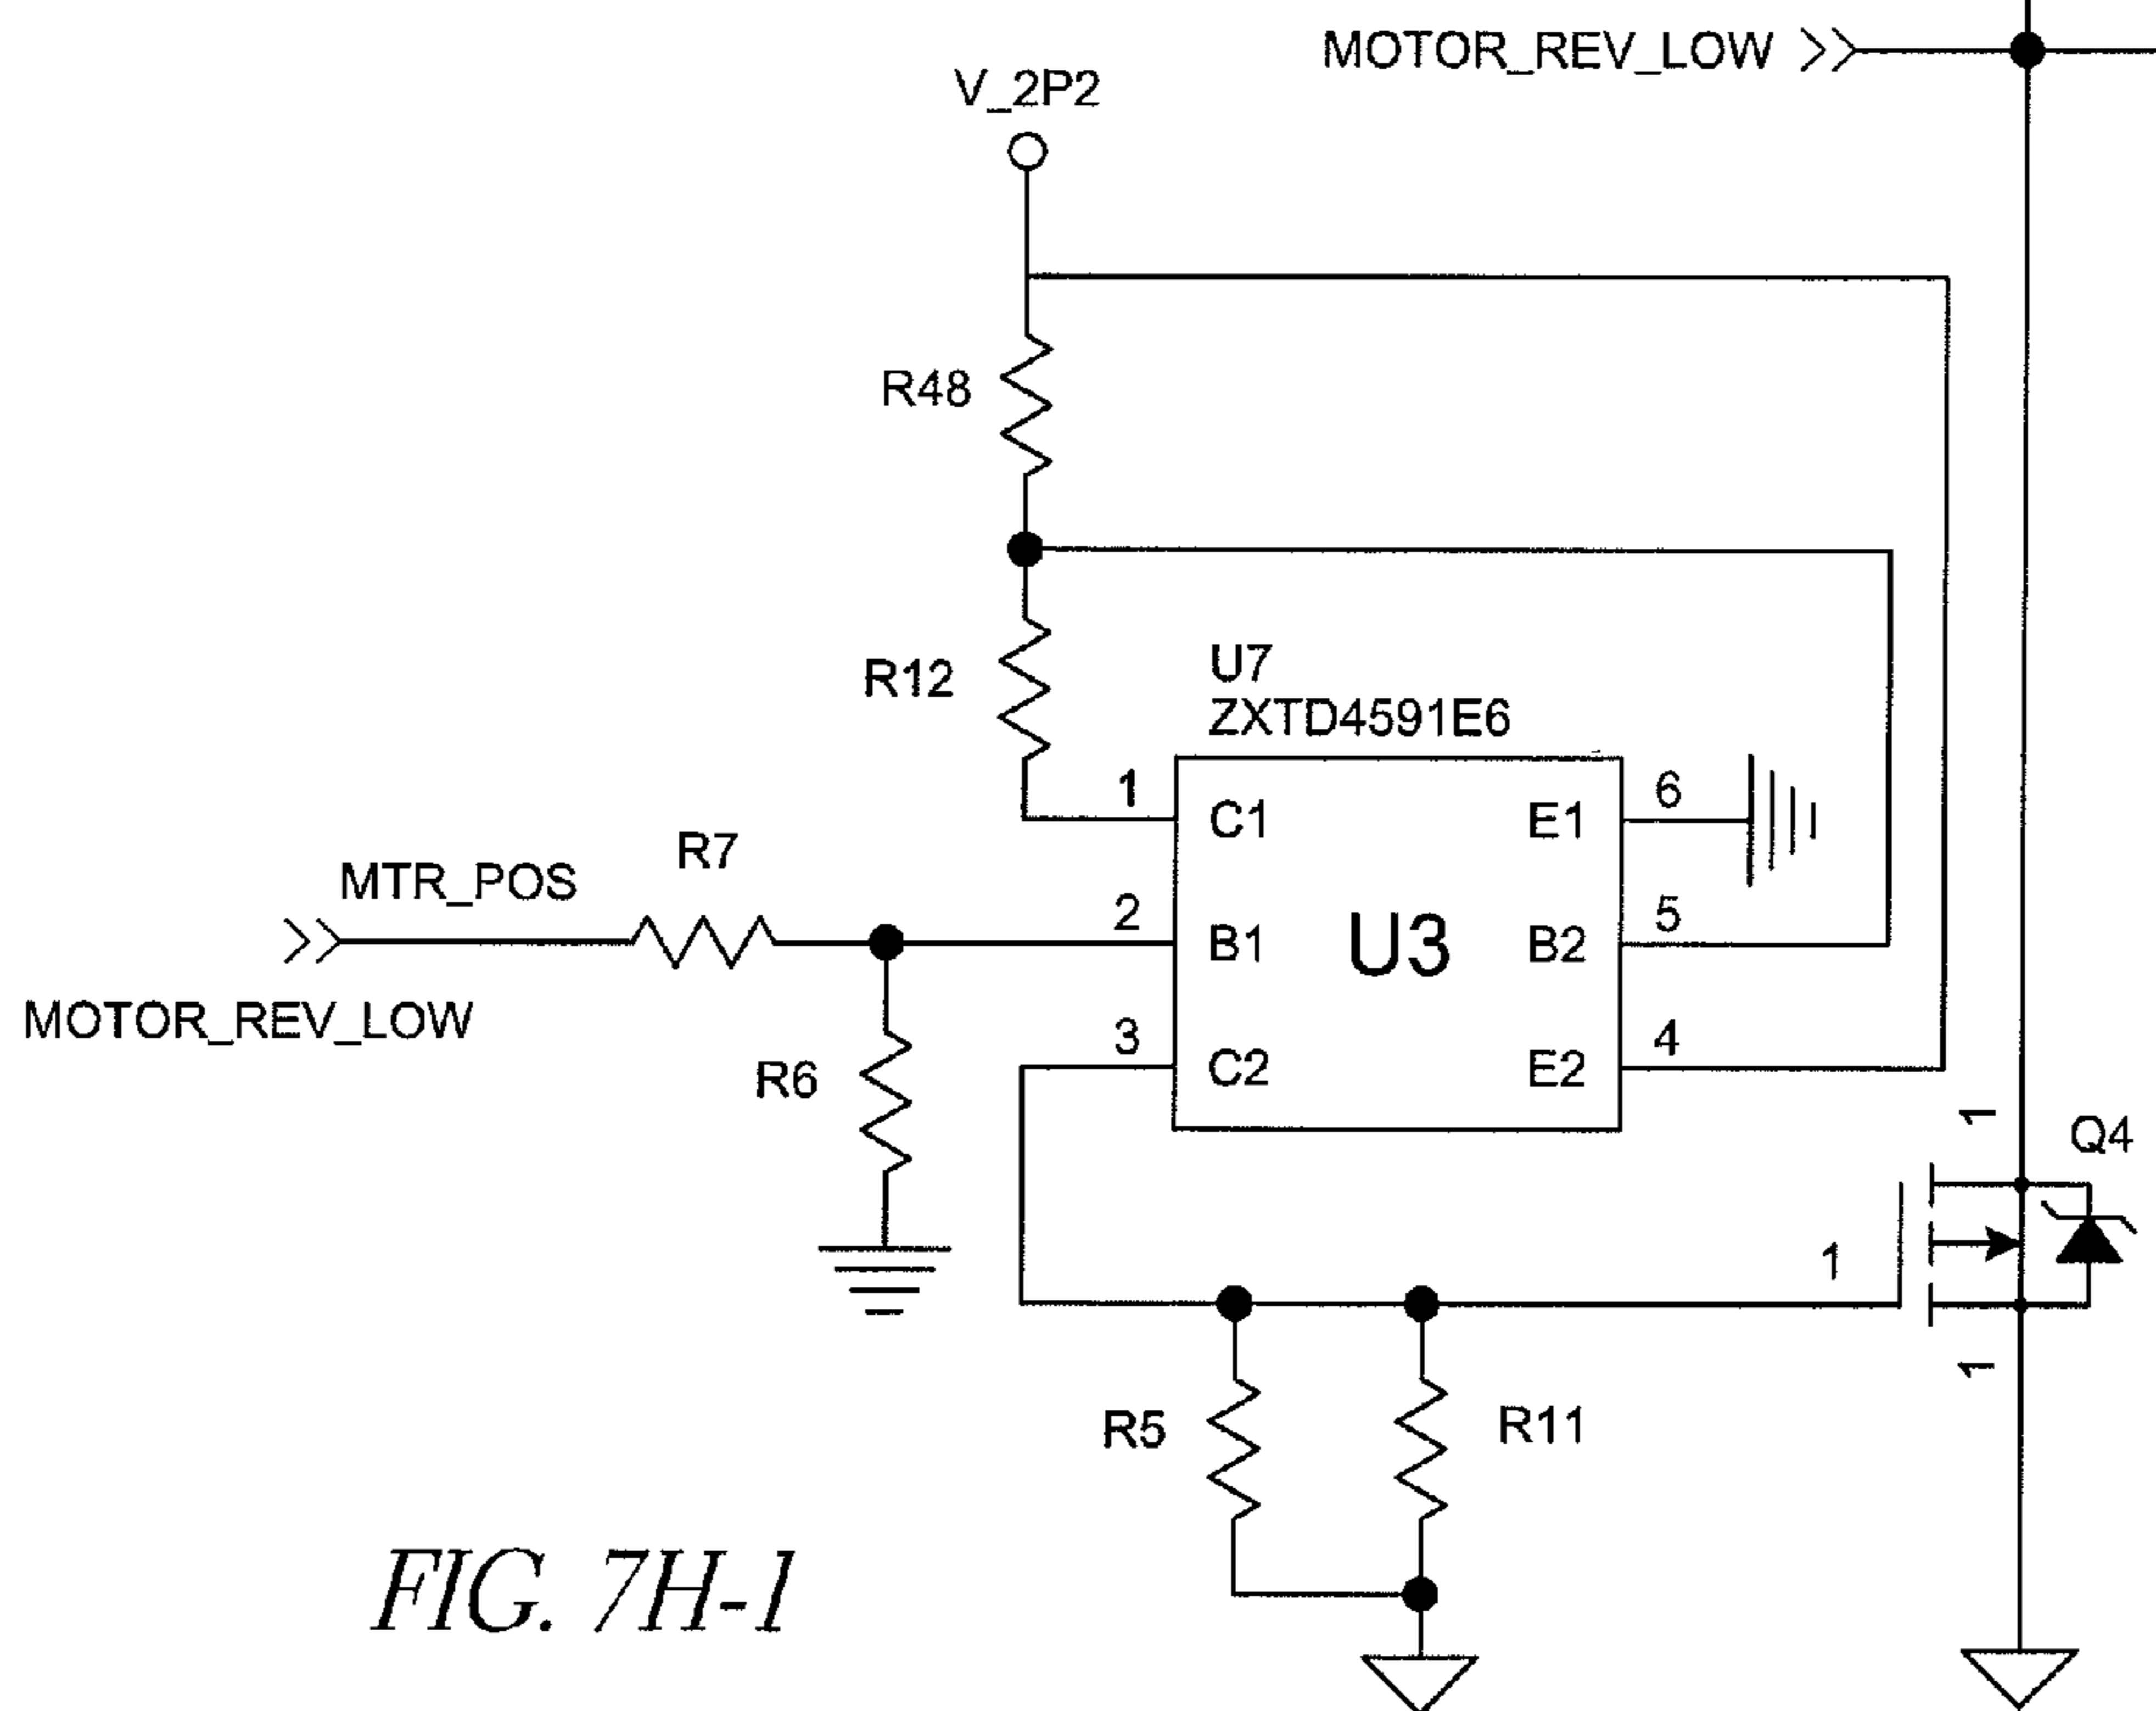 MOTOR_REV_LOW
V_2P2
R48
R12
U7
ZXTD4591E6
1
C1
E1
6
R7
MTR_POS
2
B1
U3
B2
5
MOTOR_REV_LOW
R6
3
C2
E2
4
1
Q4
1
1
R5
R11
FIG. 7H-1